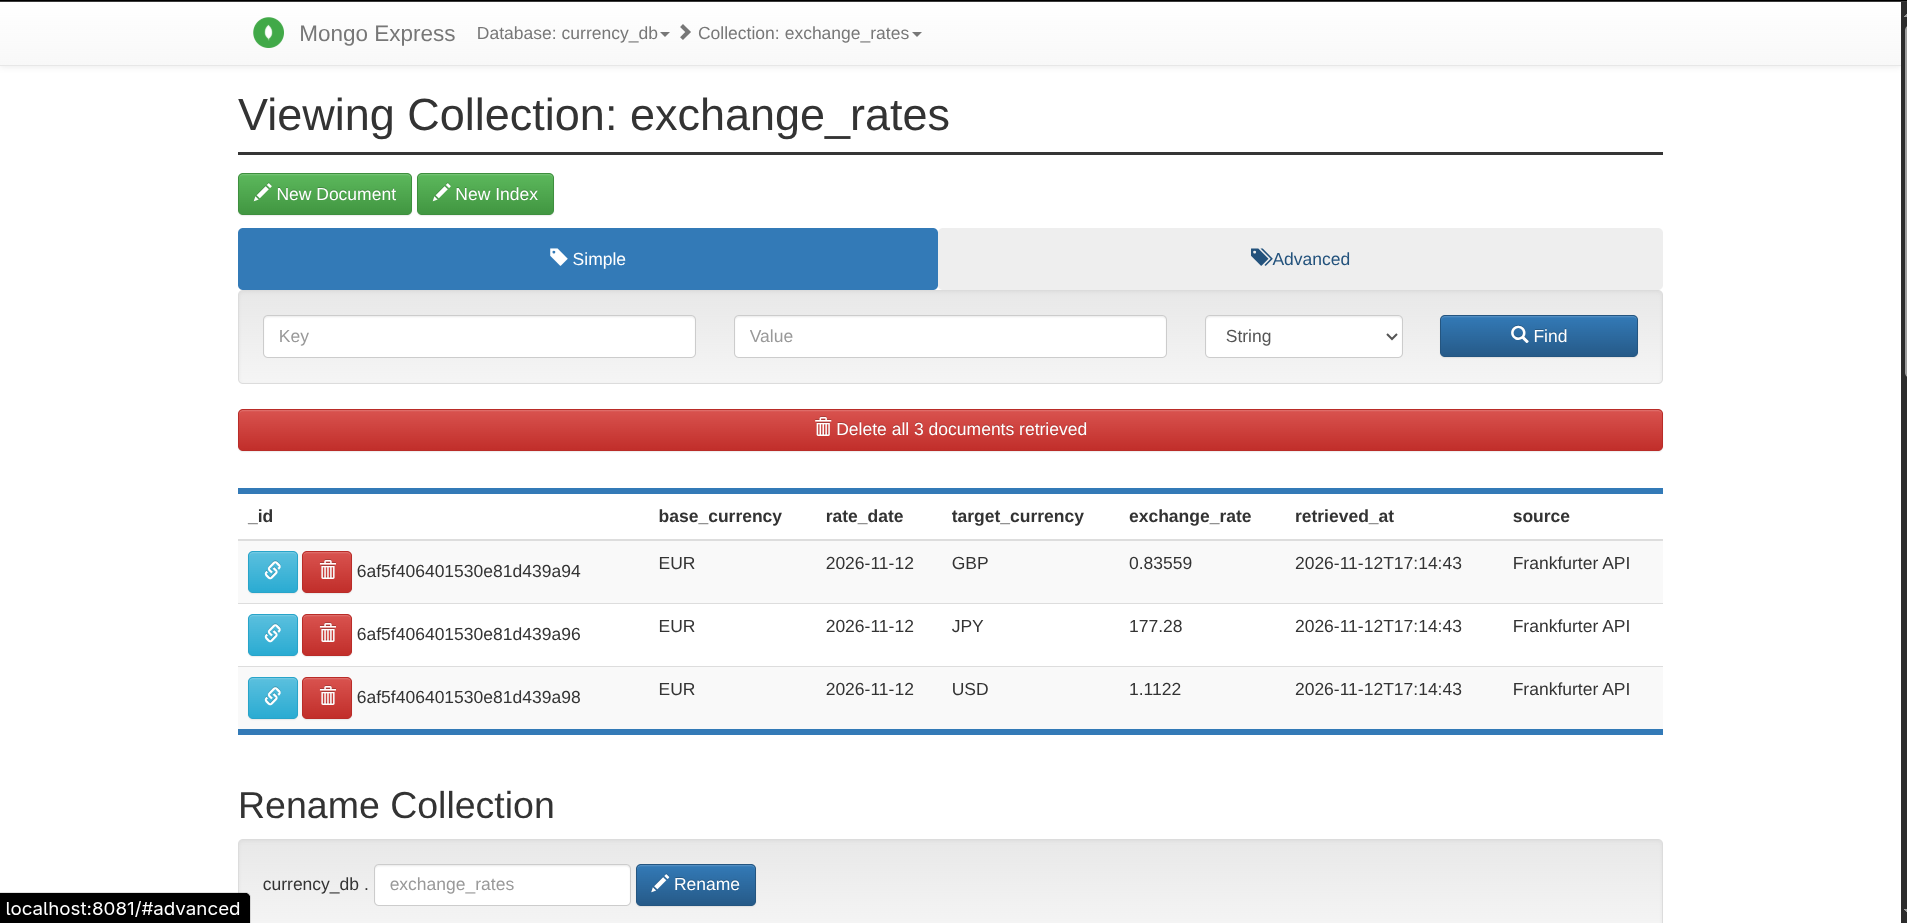 Mongo Express Database: currency_db Collection: exchange_rates
Viewing Collection: exchange_rates
New Document New Index
Simple Advanced
Key Value String Find
Delete all 3 documents retrieved
_id base_currency rate_date target_currency exchange_rate retrieved_at source
6af5f406401530e81d439a94 EUR 2026-11-12 GBP 0.83559 2026-11-12T17:14:43 Frankfurter API
6af5f406401530e81d439a96 EUR 2026-11-12 JPY 177.28 2026-11-12T17:14:43 Frankfurter API
6af5f406401530e81d439a98 EUR 2026-11-12 USD 1.1122 2026-11-12T17:14:43 Frankfurter API
Rename Collection
currency_db . exchange_rates Rename
localhost:8081/#advanced